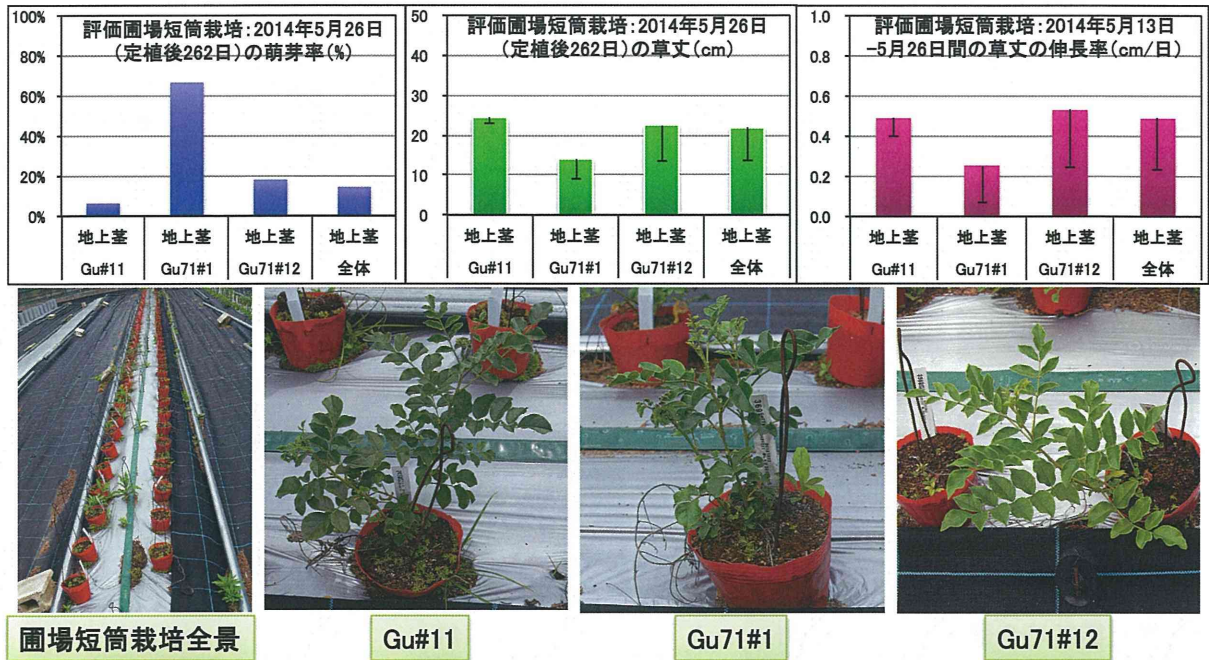 評価圃場短筒栽培:2014年5月26日
(定植後262日)の萌芽率(%)
100%
80%
60%
40%
20%
0%
地上茎
地上茎
地上茎
地上茎
Gu#11
Gu71#1
Gu71#12
全体
評価圃場短筒栽培:2014年5月26日
(定植後262日)の草丈(cm)
50
40
30
20
10
0
地上茎
地上茎
地上茎
地上茎
Gu#11
Gu71#1
Gu71#12
全体
評価圃場短筒栽培:2014年5月13日
-5月26日間の草丈の伸長率(cm/日)
1.0
0.8
0.6
0.4
0.2
0.0
地上茎
地上茎
地上茎
地上茎
Gu#11
Gu71#1
Gu71#12
全体
圃場短筒栽培全景
Gu#11
Gu71#1
Gu71#12